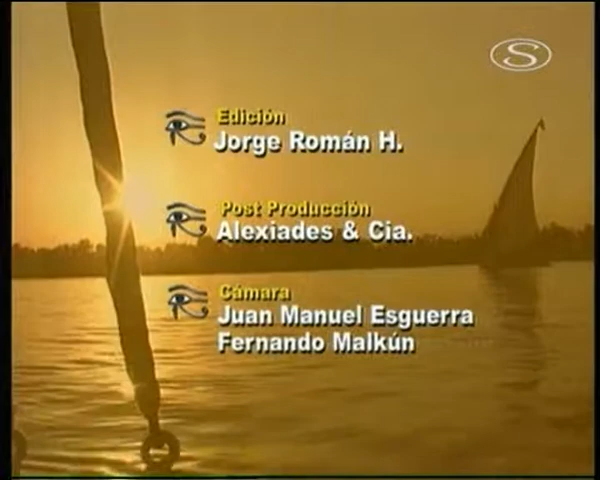 S
Edición
Jorge Román H.
Post Producción
Alexiades & Cia.
Cámara
Juan Manuel Esguerra
Fernando Malkún